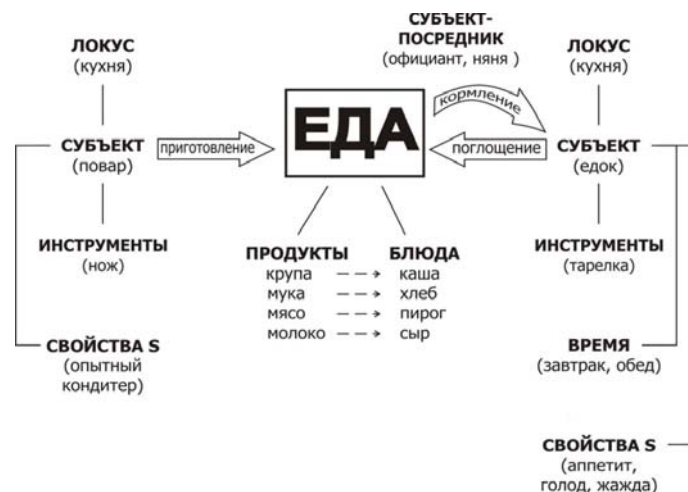 СУБЪЕКТ-
ПОСРЕДНИК
(официант, няня )
ЛОКУС
(кухня)
ЛОКУС
(кухня)
кормление
ЕДА
СУБЪЕКТ
(повар)
приготовление
поглощение
СУБЪЕКТ
(едок)
ИНСТРУМЕНТЫ
(нож)
ПРОДУКТЫ
БЛЮДА
крупа – – → каша
мука – – → хлеб
мясо – – → пирог
молоко – – → сыр
ИНСТРУМЕНТЫ
(тарелка)
СВОЙСТВА S
(опытный
кондитер)
ВРЕМЯ
(завтрак, обед)
СВОЙСТВА S
(аппетит,
голод, жажда)